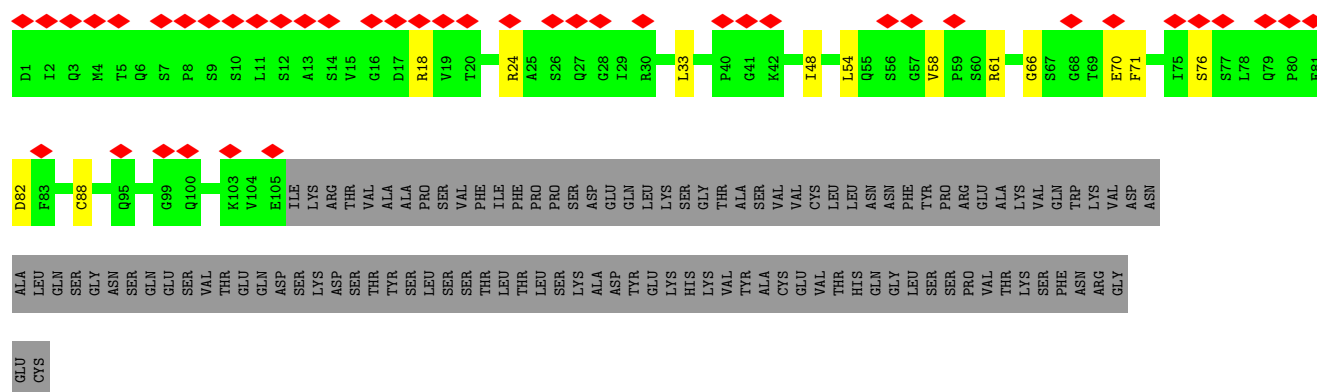 D1 I2 Q3 M4 T5 Q6 S7 P8 S9 S10 L11 S12 A13 S14 V15 G16 D17 R18 V19 T20 R24 A25 S26 Q27 G28 I29 R30 L33 P40 G41 K42 I48 L54 Q55 S56 G57 V58 P59 S60 R61 G66 S67 G68 T69 E70 F71 I75 S76 S77 L78 Q79 P80 E81
D82 F83 C88 Q95 G99 Q100 K103 V104 E105 ILE LYS ARG THR VAL ALA ALA PRO SER VAL PHE ILE PHE PRO PRO SER ASP GLU GLN LEU LYS SER GLY THR ALA SER VAL VAL CYS LEU LEU ASN ASN PHE TYR PRO ARG GLU ALA LYS VAL GLN TRP LYS VAL ASP ASN
ALA LEU GLN SER GLY ASN SER GLN GLU SER VAL THR GLU GLN ASP SER LYS ASP SER THR TYR SER LEU SER SER THR LEU THR LEU SER LYS ALA ASP TYR GLU LYS HIS LYS VAL TYR ALA CYS GLU VAL THR HIS GLN GLY LEU SER SER PRO VAL THR LYS SER PHE ASN ARG GLY
GLU CYS